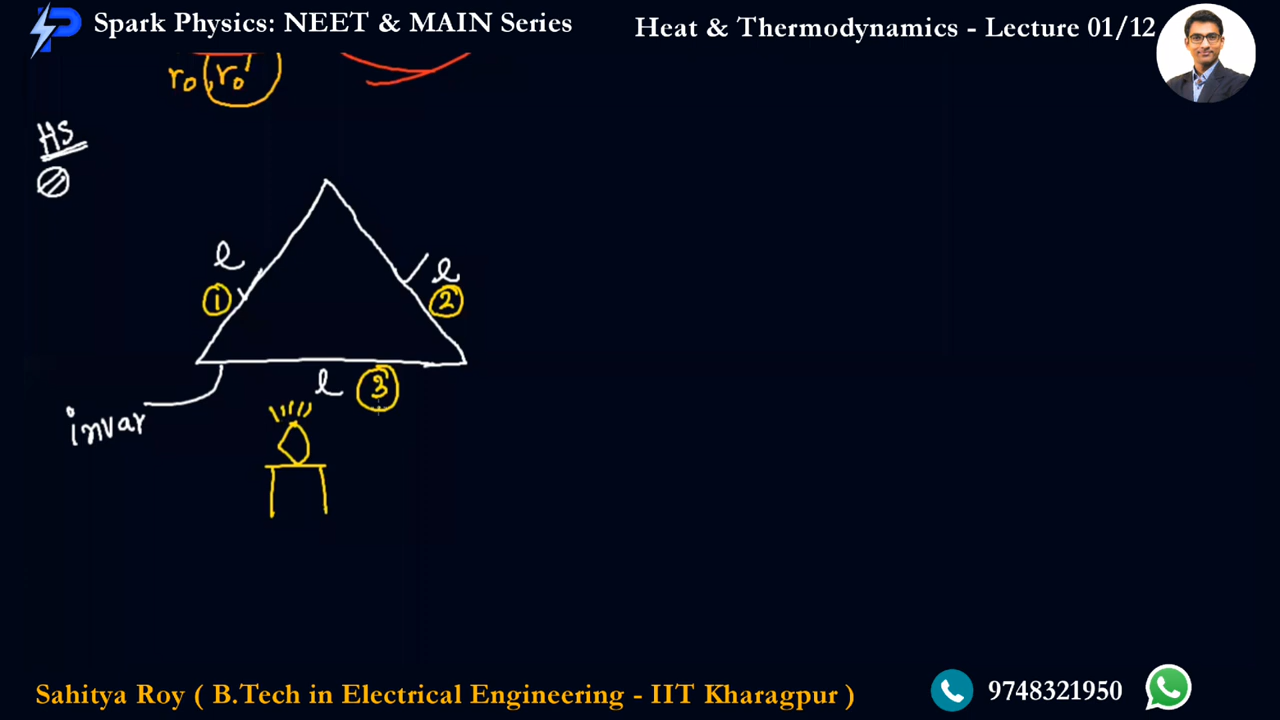 Spark Physics: NEET & MAIN Series
Heat & Thermodynamics - Lecture 01/12
r₀, r₀'
HS
l
l
① 
②
l ③
invar
Sahitya Roy ( B.Tech in Electrical Engineering - IIT Kharagpur )
9748321950